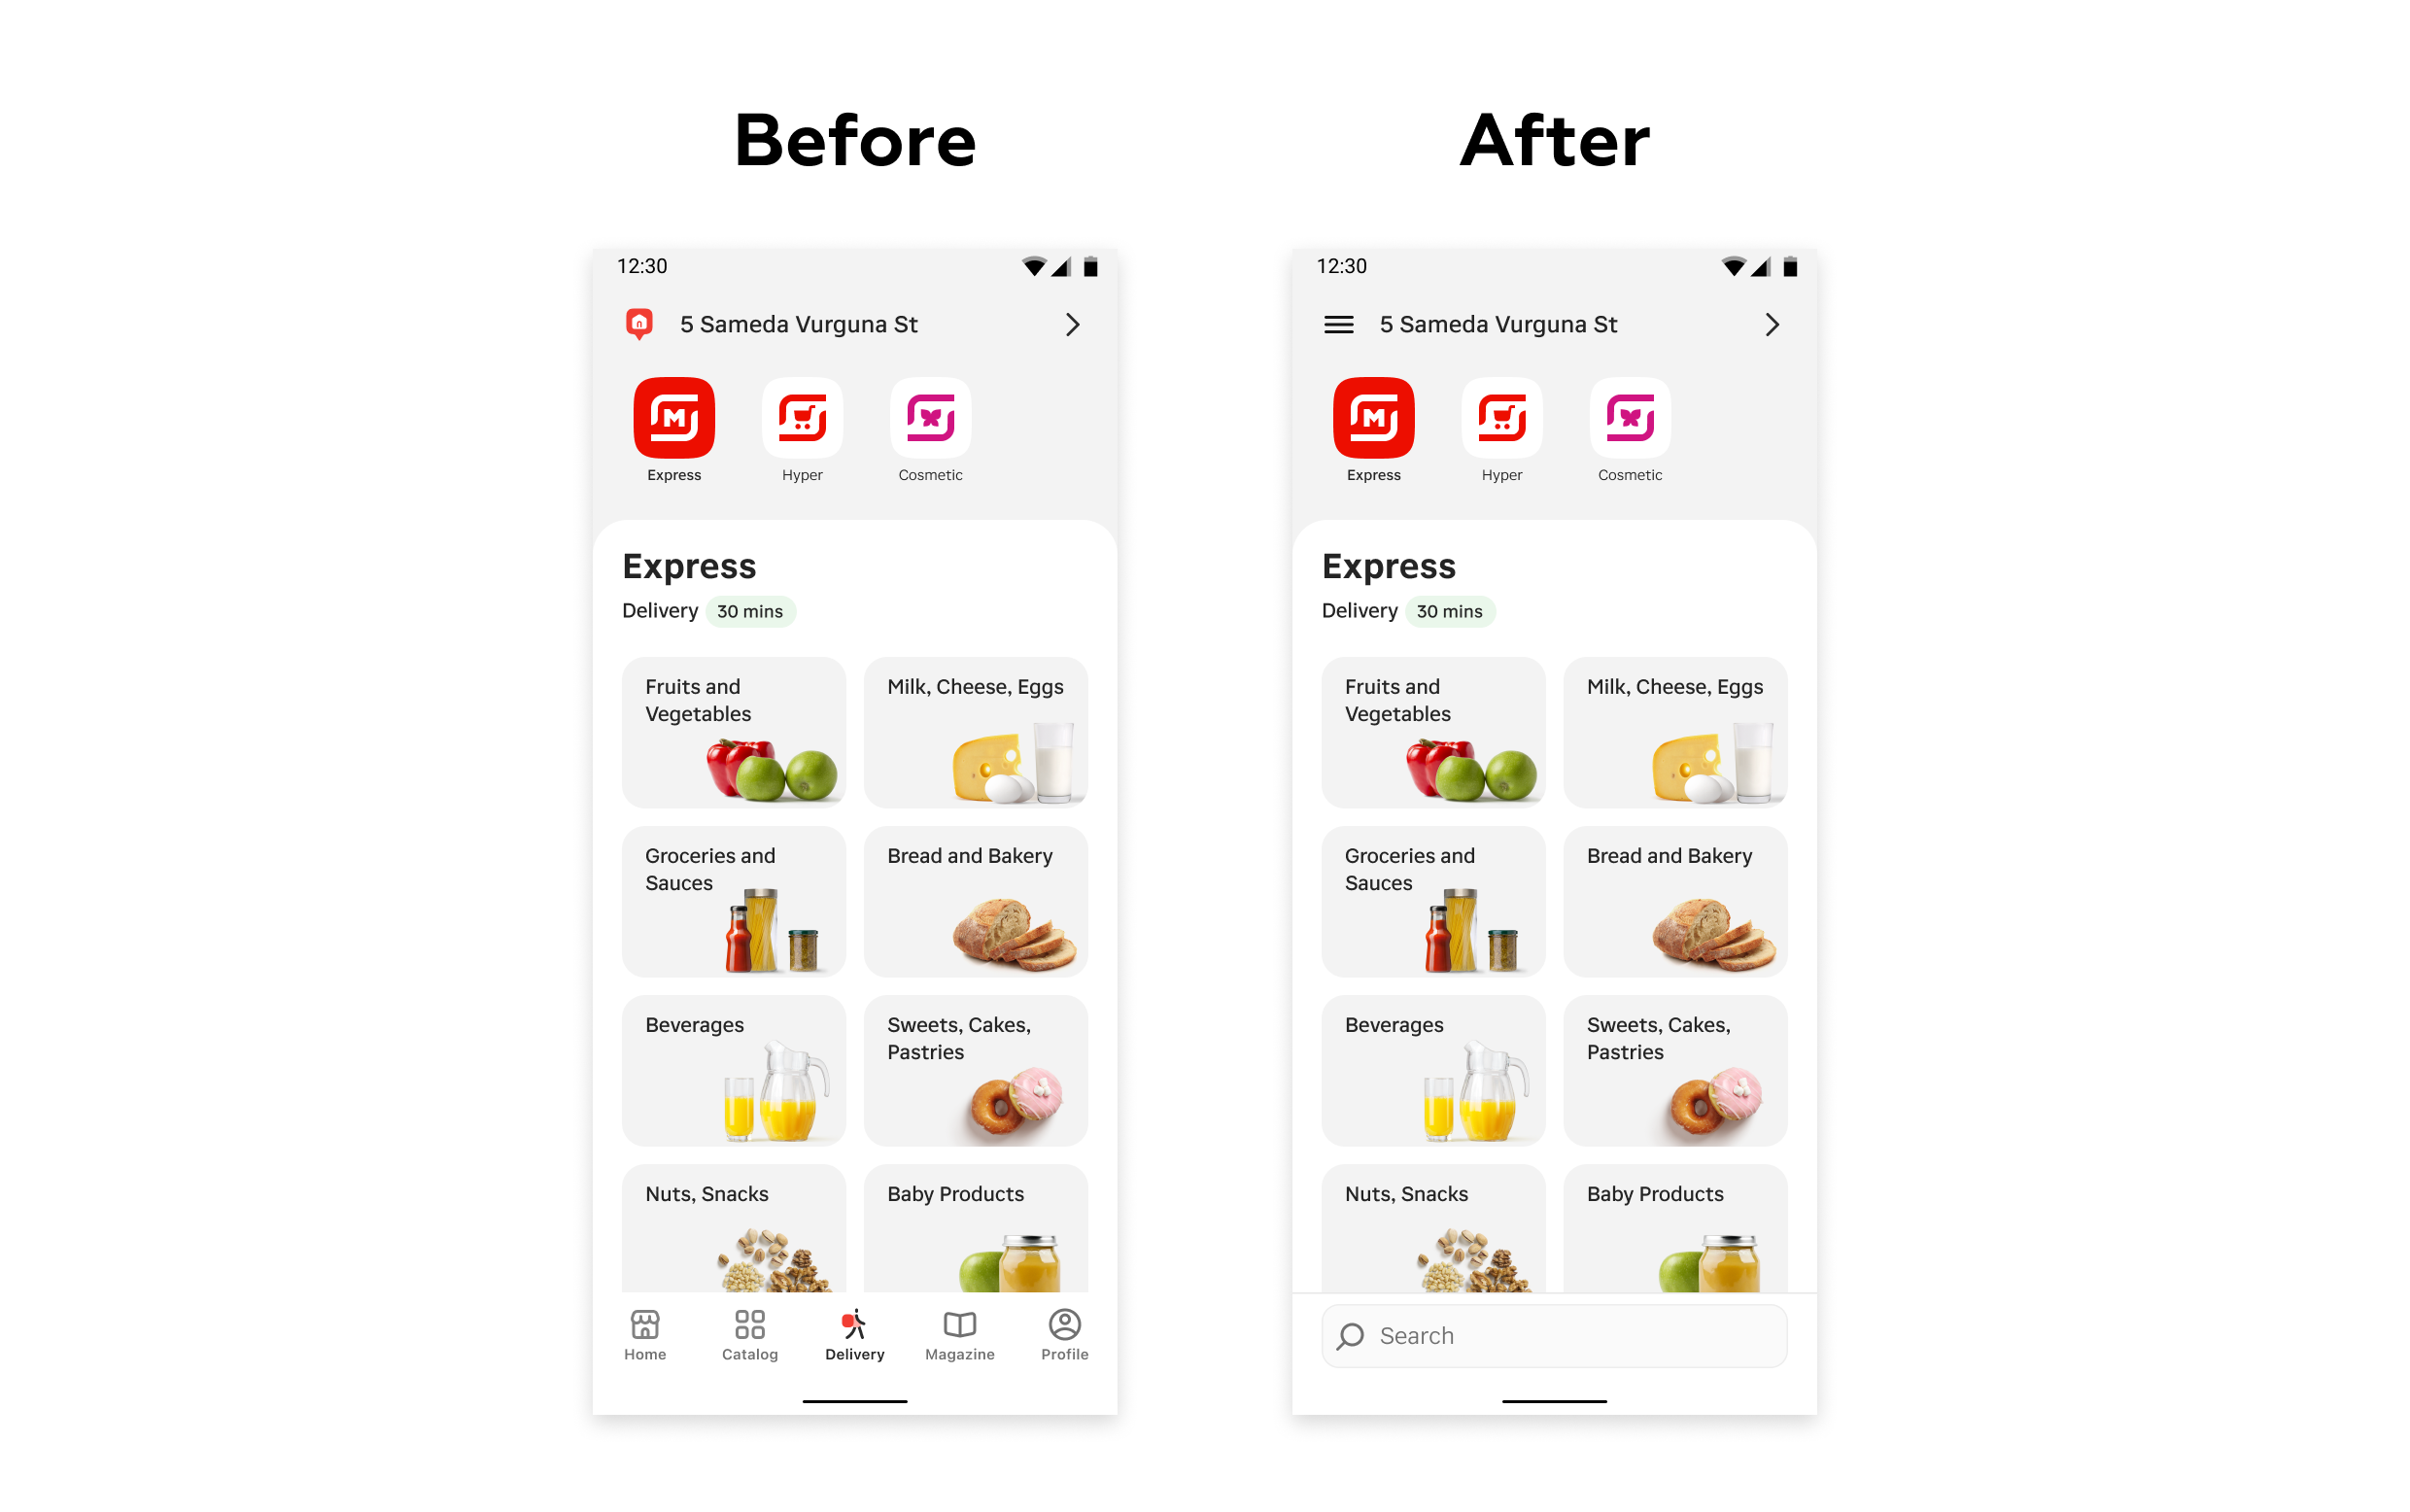 Before
12:30
5 Sameda Vurguna St
M
Express
Hyper
Cosmetic
Express
Delivery 30 mins
Fruits and
Vegetables
Milk, Cheese, Eggs
Groceries and
Sauces
Bread and Bakery
Beverages
Sweets, Cakes,
Pastries
Nuts, Snacks
Baby Products
Home
Catalog
Delivery
Magazine
Profile
After
12:30
5 Sameda Vurguna St
M
Express
Hyper
Cosmetic
Express
Delivery 30 mins
Fruits and
Vegetables
Milk, Cheese, Eggs
Groceries and
Sauces
Bread and Bakery
Beverages
Sweets, Cakes,
Pastries
Nuts, Snacks
Baby Products
Search